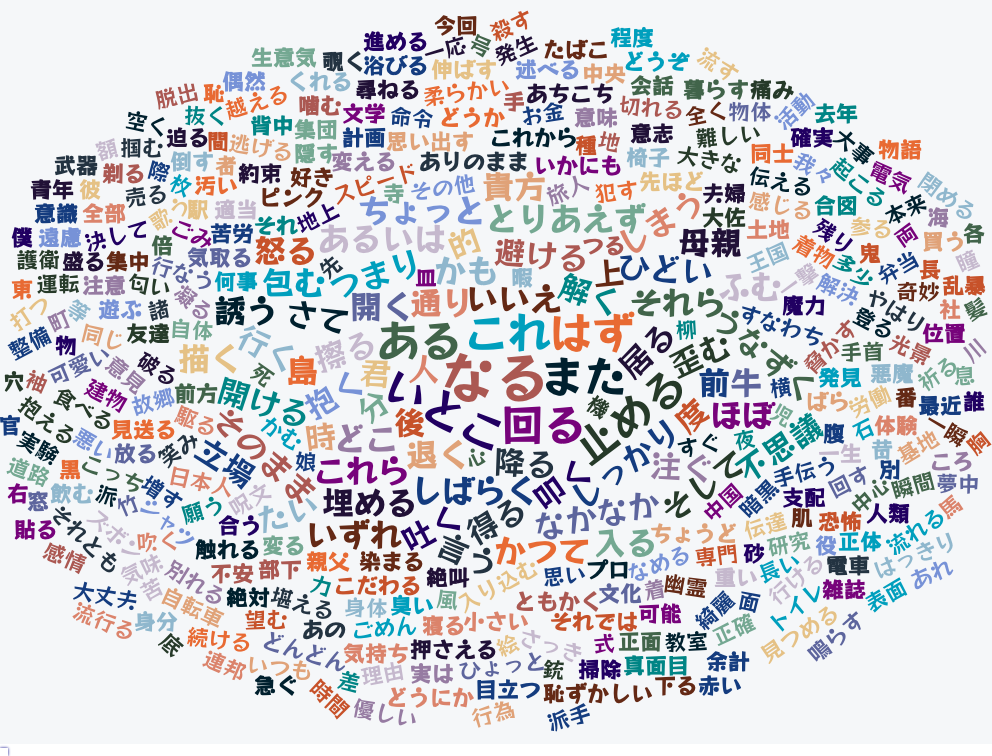 今回
殺す
進める
一応
号
発生
たばこ
程度
どうぞ
流す
生意気
覗く
浴びる
伸ばす
述べる
中央
会話
暮らす
痛み
偶然
くれる
尋ねる
柔らかい
手
あちこち
切れる
全く
物体
活動
去年
脱出
恥
越える
噛む
文学
命令
どうか
お金
意味
意志
難しい
確実
大事
物語
空く
抜く
背中
集団
計画
思い出す
これから
種
地
額
掴む
迫る
間
逃げる
隠す
変える
ありのまま
いかにも
椅子
大きな
同士
我々
起こる
電気
閉める
武器
剃る
際
倒す
者
約束
好き
スピード
寺
その他
貴方
旅人
犯す
先ほど
夫婦
伝える
青年
彼
売る
汚い
ピンク
ちょっと
とりあえず
しまう
大佐
感じる
合図
参る
本来
海
意識
全部
歌う
駅
適当
それ
地上
あるいは
的
避ける
つる
母親
土地
残り
鬼
両
買う
各
僕
遠慮
決して
倍
ごみ
苦労
怒る
王国
着物
多少
弁当
瞳
護衛
盛る
集中
行なう
気取る
先
つまり
皿
かも
暇
上
ひどい
一撃
解決
長
奇妙
乱暴
東
運転
注意
匂い
凝る
何事
包む
開く
通り
いいえ
解く
それら
ふむ
魔力
やはり
社
髪
打つ
町
遊ぶ
諸
誘う
さて
ある
これ
はず
居る
柳
つなず
すなわち
登る
位置
整備
物
同じ
友達
自体
描く
行く
擦る
なる
また
歪む
脅かす
手首
光景
川
可愛い
意見
破る
死
島
君
人
しく
止める
前
牛
横
発見
悪魔
祈る
息
穴
袖
建物
故郷
前方
開ける
抱く
分
後
とこ
回る
機
度
ほぼ
児
ばら
労働
番
最近
誰
官
抱える
食べる
見送る
駆る
かむ
時
どこ
退く
心
降る
しっかり
すぐ
夜
不思議
腹
石
体験
一瞬
胸
実験
悪い
放る
笑み
立場
そのまま
娘
これら
しばらく
叩く
注ぐ
そして
一生
苛
基地
道路
黒
こっち
増す
日本人
呪文
埋める
なかなか
中国
暗黒
手伝う
回す
別
ころ
右
窓
飲む
派
竹
シャツ
願う
たい
いずれ
吐く
得る
支配
中心
瞬間
夢中
貼る
それとも
ズボン
吹く
合う
言う
かつて
入る
ちょうど
伝達
肌
恐怖
人類
馬
感情
気味
触れる
変る
親父
染まる
絶叫
思い
プロ
なめる
専門
砂
研究
役
正体
流れる
別れる
不安
部下
力
こだわる
入り込む
文化
着
幽霊
重い
長い
電車
はっきり
大丈夫
苦
自転車
絶対
堪える
身体
臭い
風
ともかく
可能
綺麗
面
行ける
トイレ
雑誌
表面
あれ
流行る
身分
望む
あの
ごめん
寝る
小さい
それでは
正確
見つめる
鳴らす
底
続ける
どんどん
気持ち
押さえる
絵
さっき
式
正面
教室
連邦
いつも
理由
実は
ひょっと
銃
掃除
真面目
余計
急ぐ
差
どうにか
目立つ
恥ずかしい
下る
赤い
時間
優しい
行為
派手